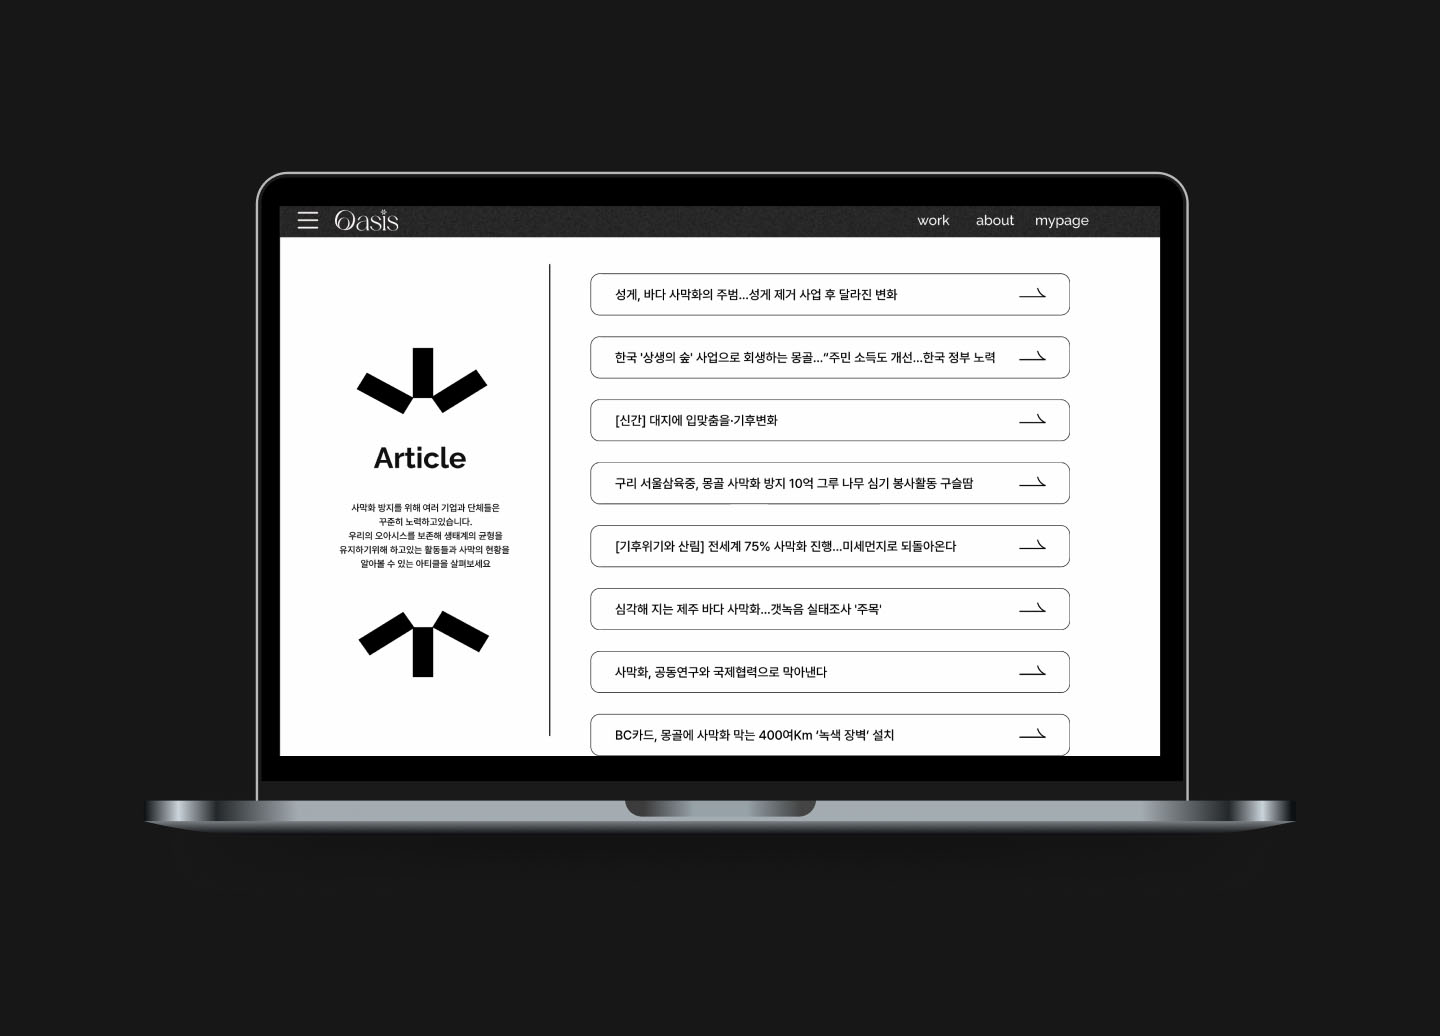 Oasis
work about mypage
Article
사막화 방지를 위해 여러 기업과 단체들은
꾸준히 노력하고있습니다.
우리의 오아시스를 보존해 생태계의 균형을
유지하기위해 하고있는 활동들과 사막의 현황을
알아볼 수 있는 아티클을 살펴보세요
성게, 바다 사막화의 주범...성게 제거 사업 후 달라진 변화
한국 '상생의 숲' 사업으로 회생하는 몽골..."주민 소득도 개선...한국 정부 노력
[신간] 대지에 입맞춤을·기후변화
구리 서울삼육중, 몽골 사막화 방지 10억 그루 나무 심기 봉사활동 구슬땀
[기후위기와 산림] 전세계 75% 사막화 진행...미세먼지로 되돌아온다
심각해 지는 제주 바다 사막화...갯녹음 실태조사 '주목'
사막화, 공동연구와 국제협력으로 막아낸다
BC카드, 몽골에 사막화 막는 400여Km ‘녹색 장벽’ 설치